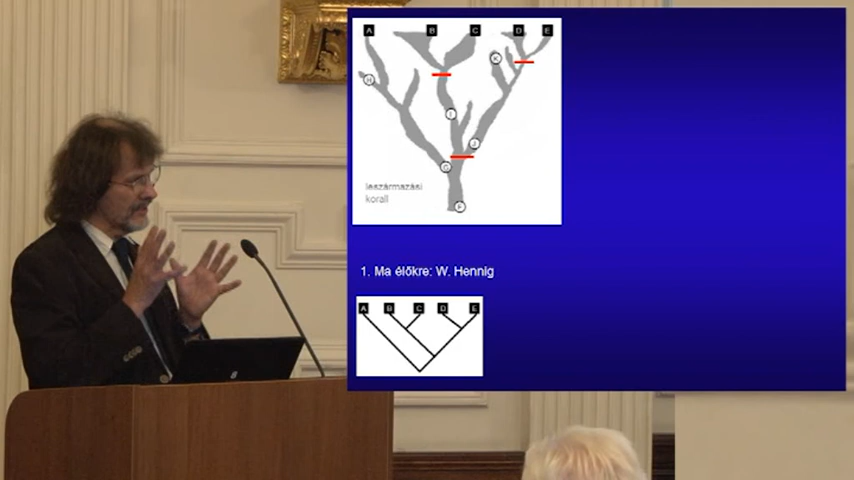 A B C D E
K
H
I
J
G
leszármazási
korall
F
1. Ma élőkre: W. Hennig
A B C D E